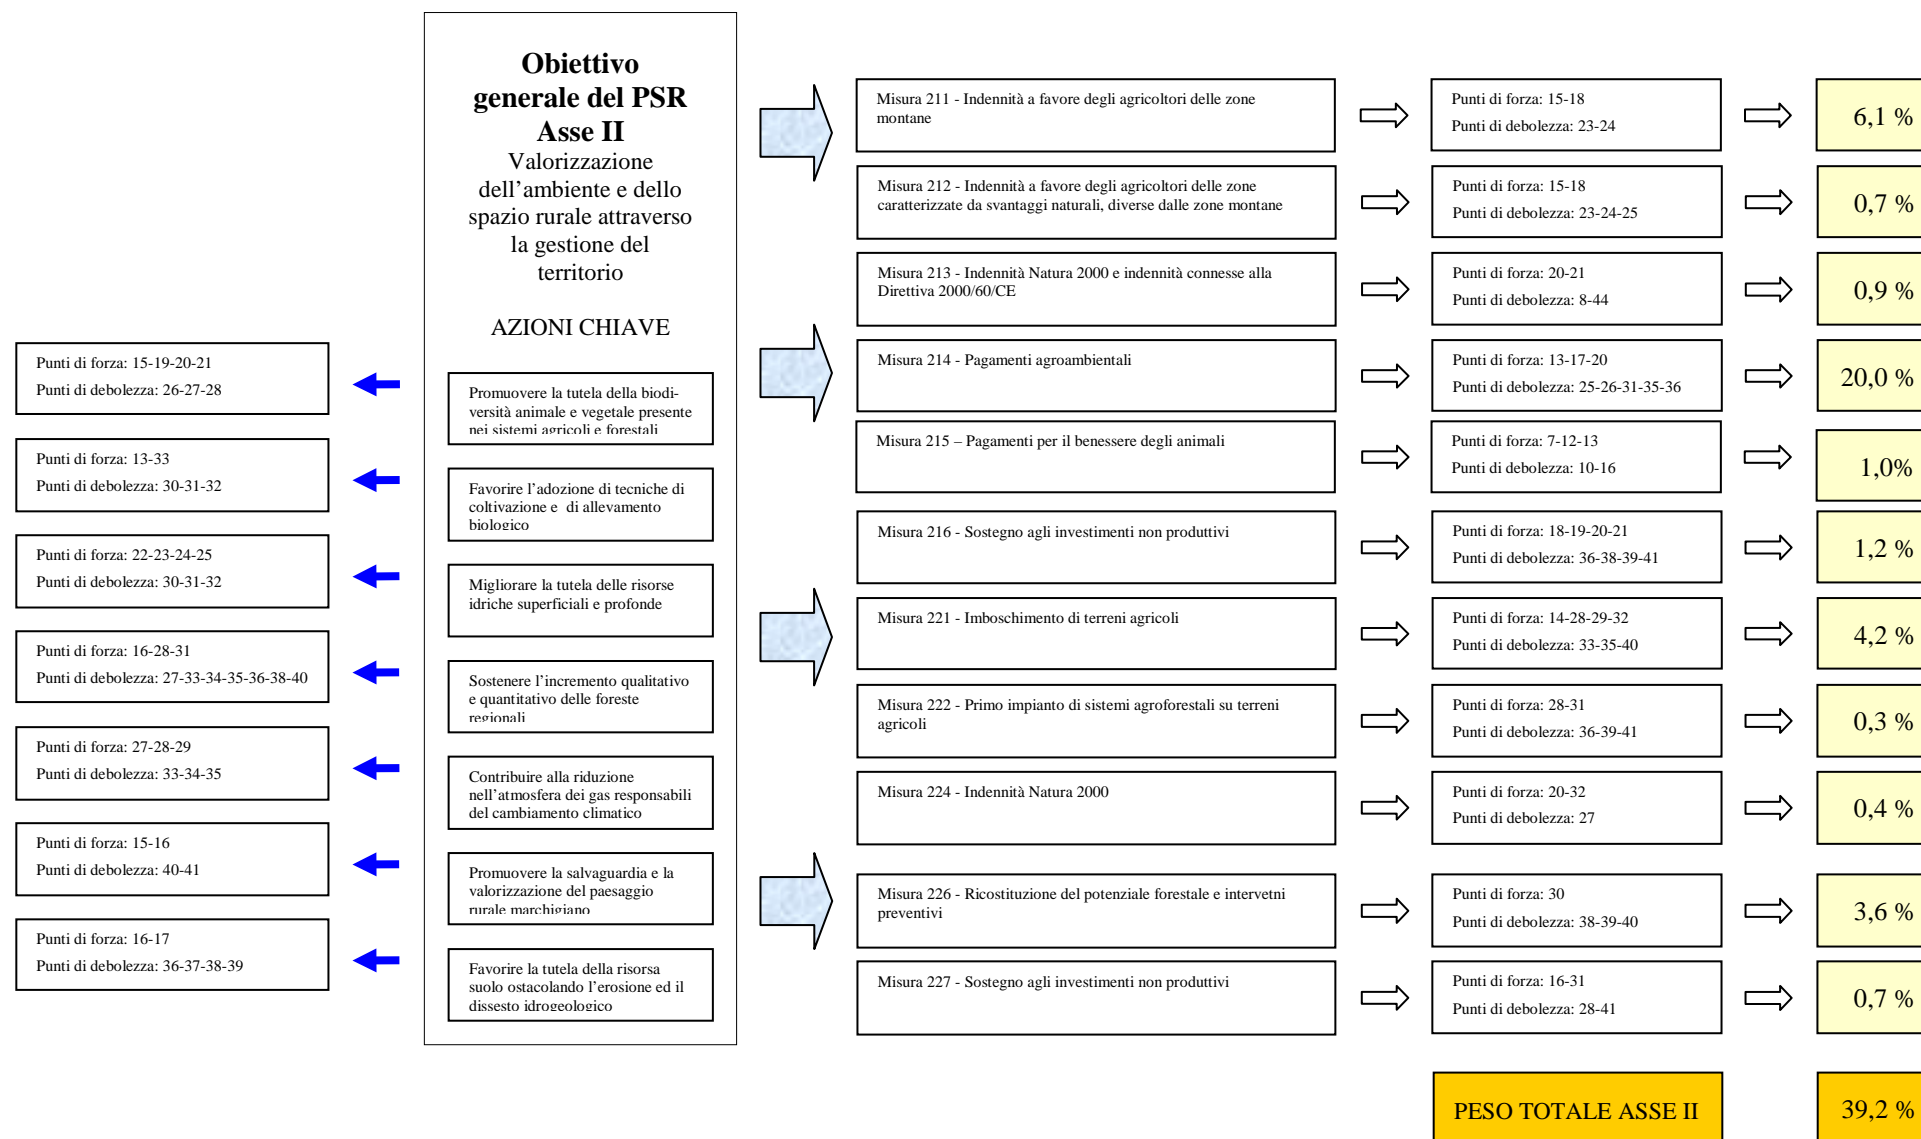 Obiettivo
generale del PSR
Asse II
Valorizzazione
dell’ambiente e dello
spazio rurale attraverso
la gestione del
territorio
AZIONI CHIAVE
Punti di forza: 15-19-20-21
Punti di debolezza: 26-27-28
Promuovere la tutela della biodi-
versità animale e vegetale presente
nei sistemi agricoli e forestali
Punti di forza: 13-33
Punti di debolezza: 30-31-32
Favorire l’adozione di tecniche di
coltivazione e  di allevamento
biologico
Punti di forza: 22-23-24-25
Punti di debolezza: 30-31-32
Migliorare la tutela delle risorse
idriche superficiali e profonde
Punti di forza: 16-28-31
Punti di debolezza: 27-33-34-35-36-38-40
Sostenere l’incremento qualitativo
e quantitativo delle foreste
regionali
Punti di forza: 27-28-29
Punti di debolezza: 33-34-35
Contribuire alla riduzione
nell’atmosfera dei gas responsabili
del cambiamento climatico
Punti di forza: 15-16
Punti di debolezza: 40-41
Promuovere la salvaguardia e la
valorizzazione del paesaggio
rurale marchigiano
Punti di forza: 16-17
Punti di debolezza: 36-37-38-39
Favorire la tutela della risorsa
suolo ostacolando l’erosione ed il
dissesto idrogeologico
Misura 211 - Indennità a favore degli agricoltori delle zone
montane
Punti di forza: 15-18
Punti di debolezza: 23-24
6,1 %
Misura 212 - Indennità a favore degli agricoltori delle zone
caratterizzate da svantaggi naturali, diverse dalle zone montane
Punti di forza: 15-18
Punti di debolezza: 23-24-25
0,7 %
Misura 213 - Indennità Natura 2000 e indennità connesse alla
Direttiva 2000/60/CE
Punti di forza: 20-21
Punti di debolezza: 8-44
0,9 %
Misura 214 - Pagamenti agroambientali
Punti di forza: 13-17-20
Punti di debolezza: 25-26-31-35-36
20,0 %
Misura 215 – Pagamenti per il benessere degli animali
Punti di forza: 7-12-13
Punti di debolezza: 10-16
1,0%
Misura 216 - Sostegno agli investimenti non produttivi
Punti di forza: 18-19-20-21
Punti di debolezza: 36-38-39-41
1,2 %
Misura 221 - Imboschimento di terreni agricoli
Punti di forza: 14-28-29-32
Punti di debolezza: 33-35-40
4,2 %
Misura 222 - Primo impianto di sistemi agroforestali su terreni
agricoli
Punti di forza: 28-31
Punti di debolezza: 36-39-41
0,3 %
Misura 224 - Indennità Natura 2000
Punti di forza: 20-32
Punti di debolezza: 27
0,4 %
Misura 226 - Ricostituzione del potenziale forestale e intervetni
preventivi
Punti di forza: 30
Punti di debolezza: 38-39-40
3,6 %
Misura 227 - Sostegno agli investimenti non produttivi
Punti di forza: 16-31
Punti di debolezza: 28-41
0,7 %
PESO TOTALE ASSE II
39,2 %